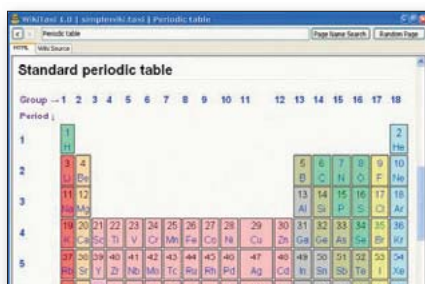 WikiTaxi 1.0 | simplewiki.taxi | Periodic table
Periodic table Page Name Search Random Page
HTML Wiki Source
Standard periodic table
Group → 1 2 3 4 5 6 7 8 9 10 11 12 13 14 15 16 17 18
Period ↓
1 1 2
H He
2 3 4 5 6 7 8 9 10
Li Be B C N O F Ne
3 11 12 13 14 15 16 17 18
Na Mg Al Si P S Cl Ar
4 19 20 21 22 23 24 25 26 27 28 29 30 31 32 33 34 35 36
K Ca Sc Ti V Cr Mn Fe Co Ni Cu Zn Ga Ge As Se Br Kr
5 37 38 39 40 41 42 43 44 45 46 47 48 49 50 51 52 53 54
Rb Sr Y Zr Nb Mo Tc Ru Rh Pd Ag Cd In Sn Sb Te I Xe